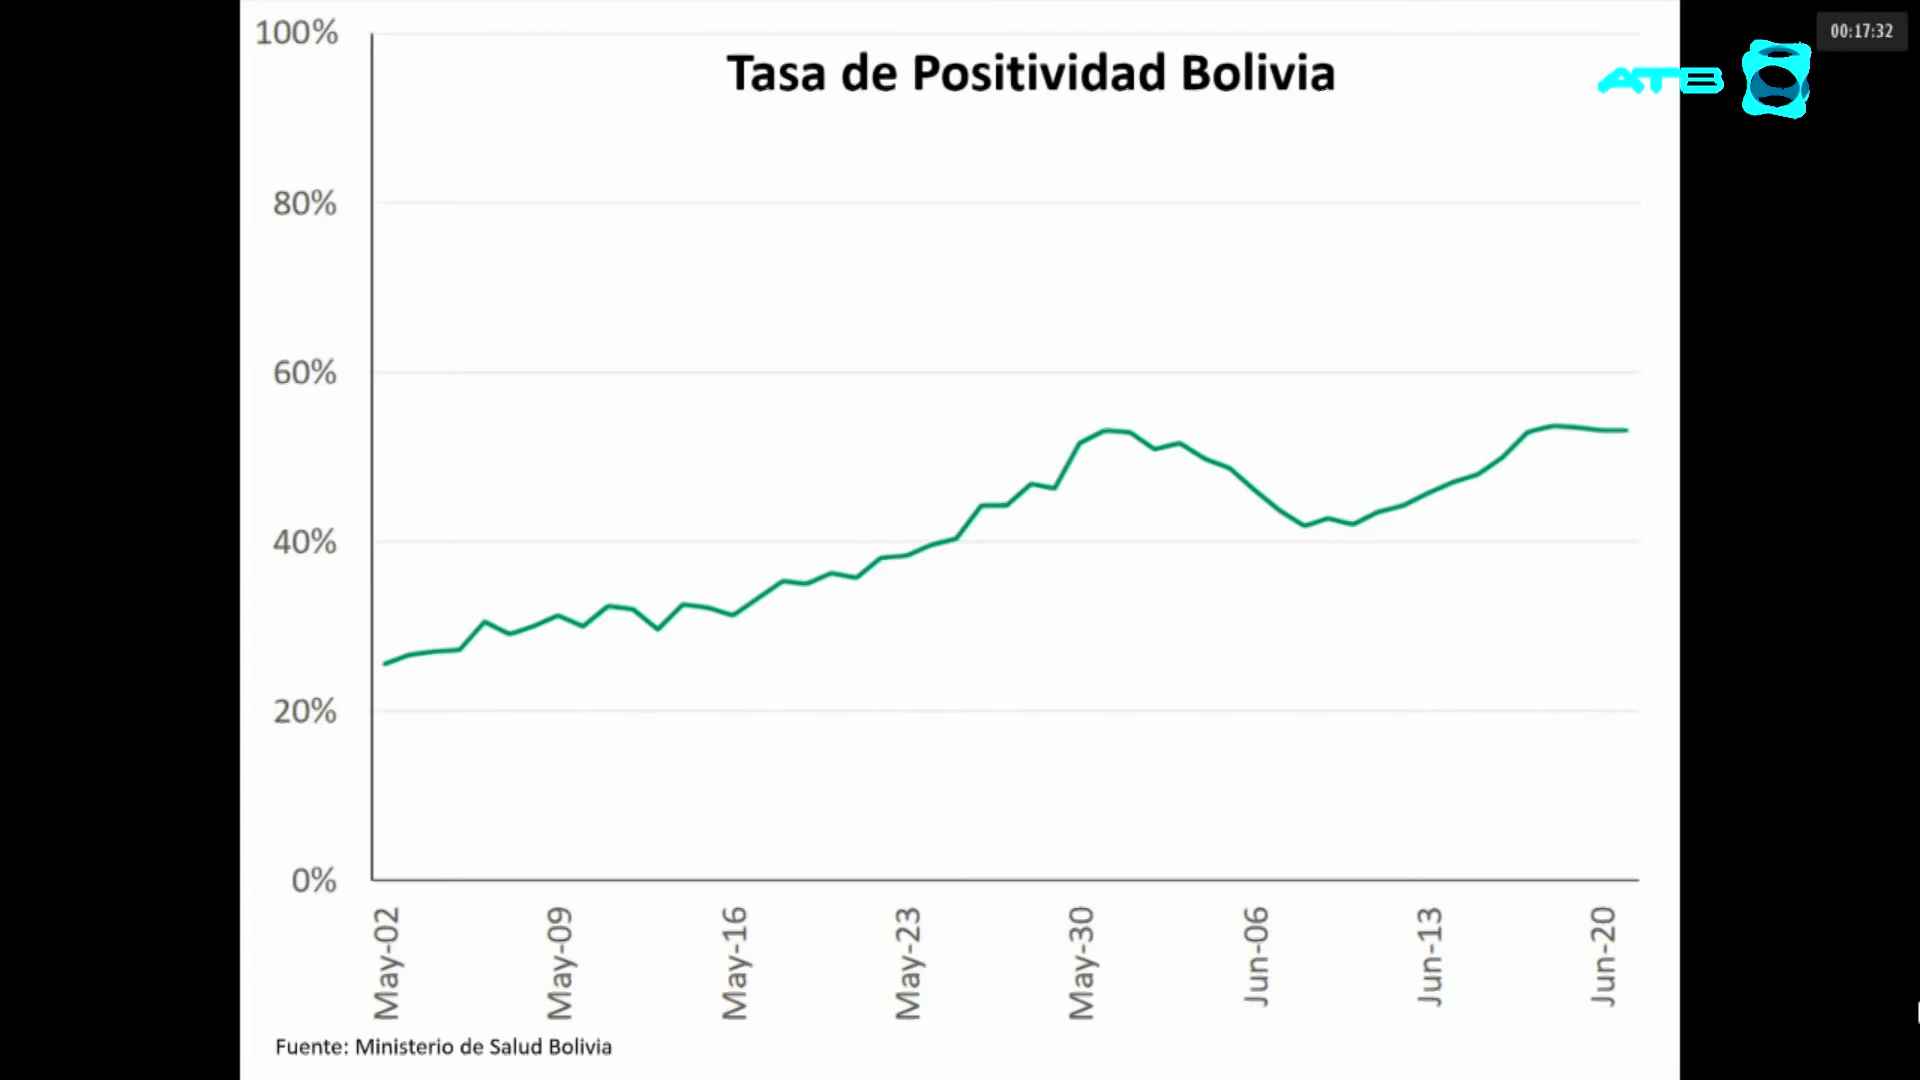 00:17:32
ATB
Tasa de Positividad Bolivia
100%
80%
60%
40%
20%
0%
May-02
May-09
May-16
May-23
May-30
Jun-06
Jun-13
Jun-20
Fuente: Ministerio de Salud Bolivia